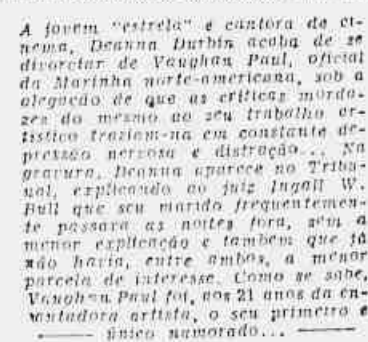 A jovem "estrela" e cantora de ci-
nema, Deanna Durbin acaba de se
divorciar de Vaughan Paul, oficial
da Marinha norte-americana, sob a
alegação de que as criticas morda-
zes do mesmo ao seu trabalho ar-
tistico traziam-na em constante de-
pressão nervosa e distração... Na
gravura, Deanna aparece no Tribu-
nal, explicando ao juiz Ingall W.
Bull que seu marido frequentemen-
te passava as noites fora, sem a
menor explicação e tambem que já
não havia, entre ambos, a menor
parcela de interesse. Como se sabe,
Vaughan Paul foi, aos 21 anos da en-
cantadora artista, o seu primeiro e
único namorado...